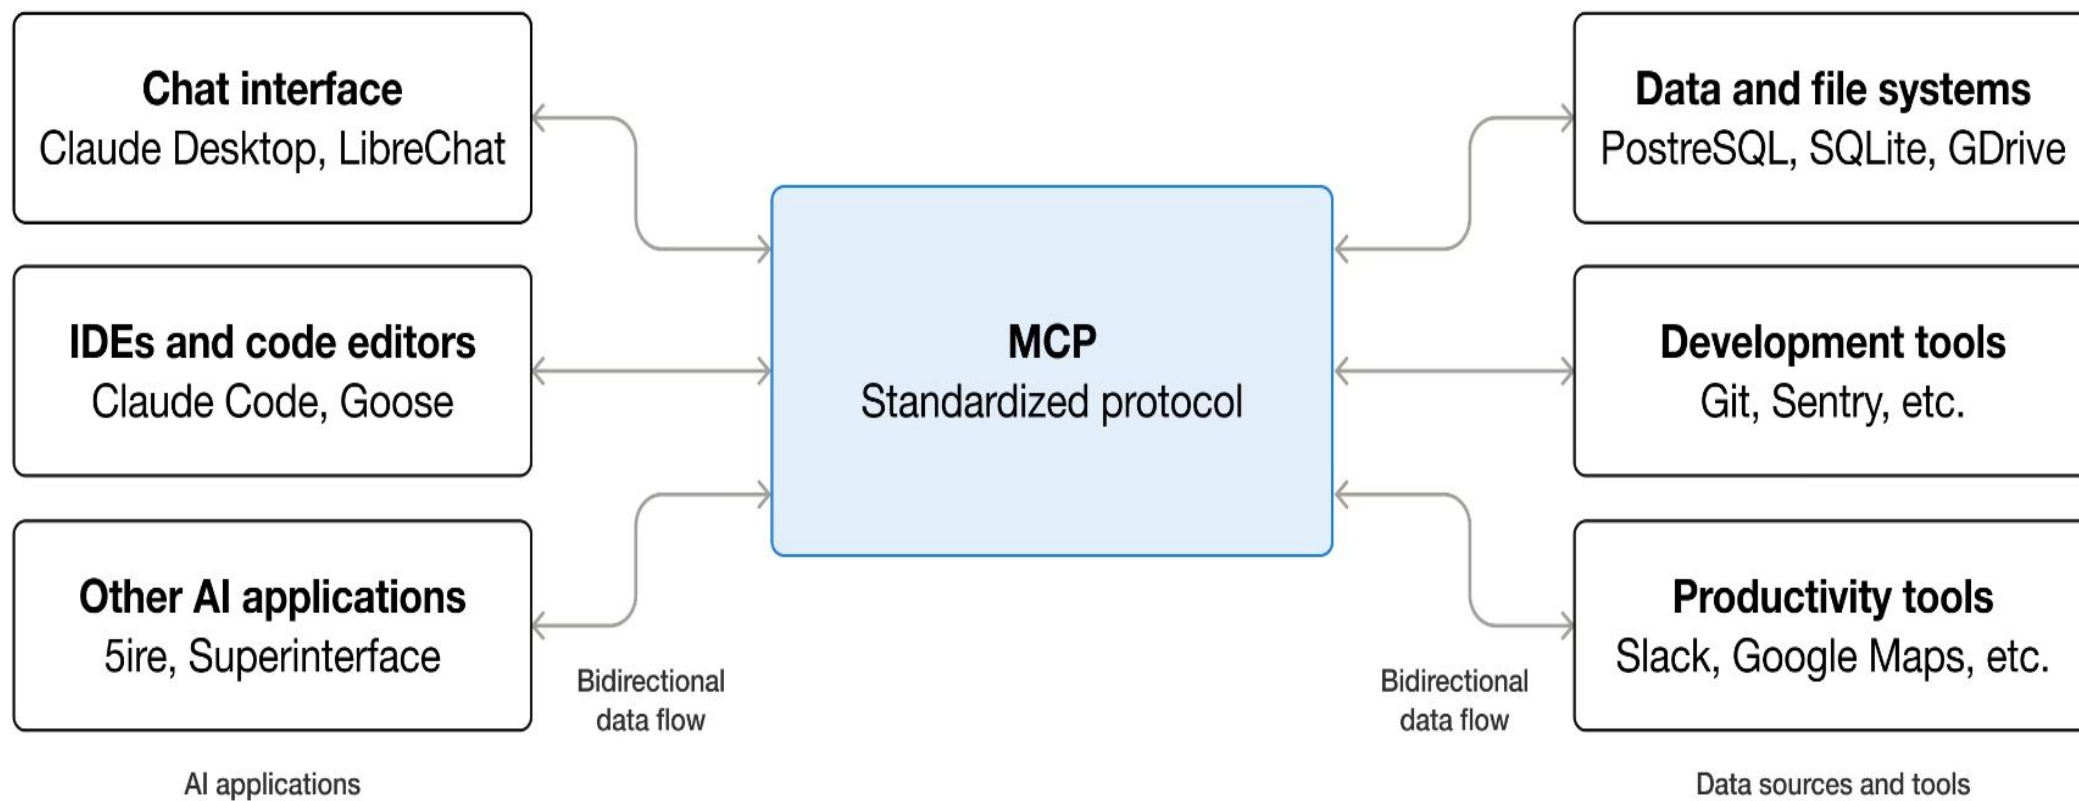 Chat interface
Claude Desktop, LibreChat
IDEs and code editors
Claude Code, Goose
Other AI applications
5ire, Superinterface
AI applications
Bidirectional
data flow
MCP
Standardized protocol
Bidirectional
data flow
Data and file systems
PostreSQL, SQLite, GDrive
Development tools
Git, Sentry, etc.
Productivity tools
Slack, Google Maps, etc.
Data sources and tools